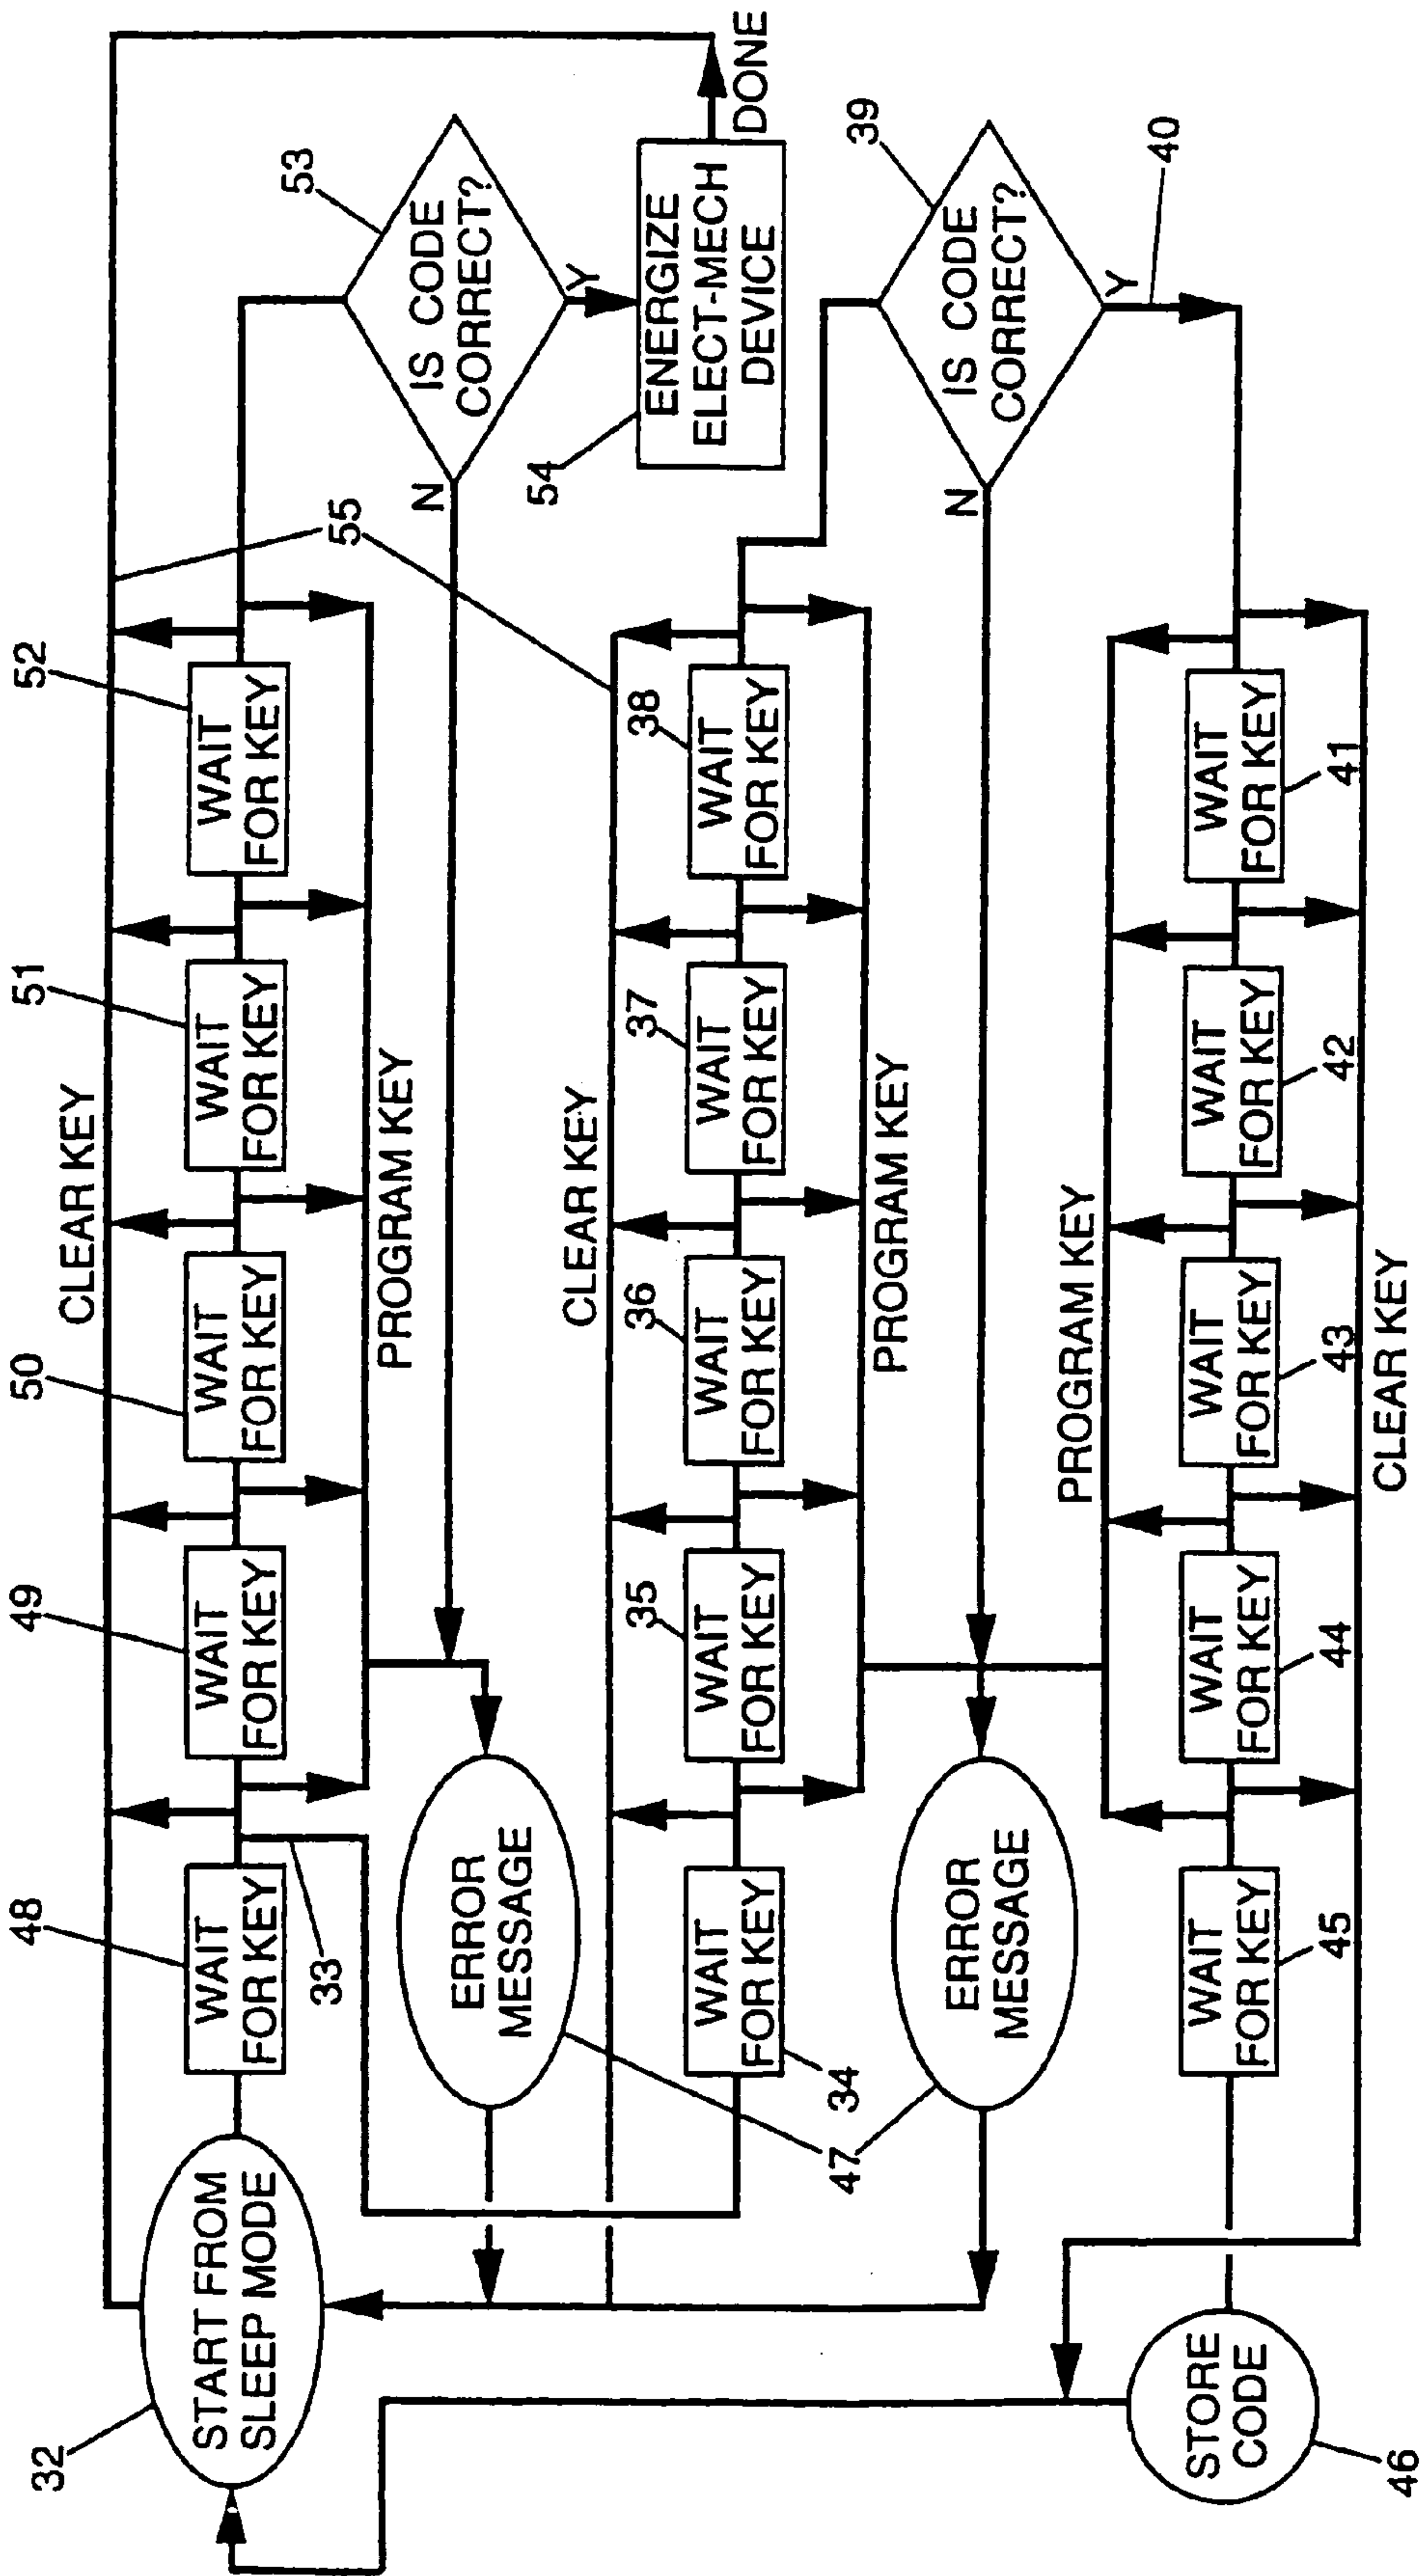 32
START FROM
SLEEP MODE
CLEAR KEY
48
WAIT
FOR KEY
49
WAIT
FOR KEY
50
WAIT
FOR KEY
51
WAIT
FOR KEY
52
WAIT
FOR KEY
33
PROGRAM KEY
55
53
IS CODE
CORRECT?
N
Y
54
ENERGIZE
ELECT-MECH
DEVICE
DONE
ERROR
MESSAGE
47
CLEAR KEY
34
WAIT
FOR KEY
35
WAIT
FOR KEY
36
WAIT
FOR KEY
37
WAIT
FOR KEY
38
WAIT
FOR KEY
PROGRAM KEY
39
IS CODE
CORRECT?
N
Y
40
ERROR
MESSAGE
PROGRAM KEY
46
STORE
CODE
45
WAIT
FOR KEY
44
WAIT
FOR KEY
43
WAIT
FOR KEY
42
WAIT
FOR KEY
41
WAIT
FOR KEY
CLEAR KEY